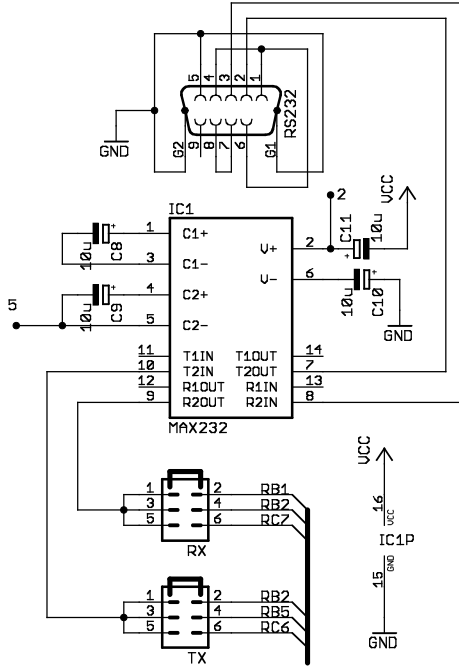 5 4 3 2 1
RS232
G2 9 8 7 6 G1
GND
2
VCC
IC1
C8
10u
+
1 C1+
3 C1-
C9
10u
+
4 C2+
5
5 C2-
V+ 2
C11
10u
+
V- 6
10u
C10
+
GND
11 T1IN T1OUT 14
10 T2IN T2OUT 7
12 R1OUT R1IN 13
9 R2OUT R2IN 8
MAX232
VCC
16
VCC
IC1P
15
GND
GND
1 2 RB1
3 4 RB2
5 6 RC7
RX
1 2 RB2
3 4 RB5
5 6 RC6
TX